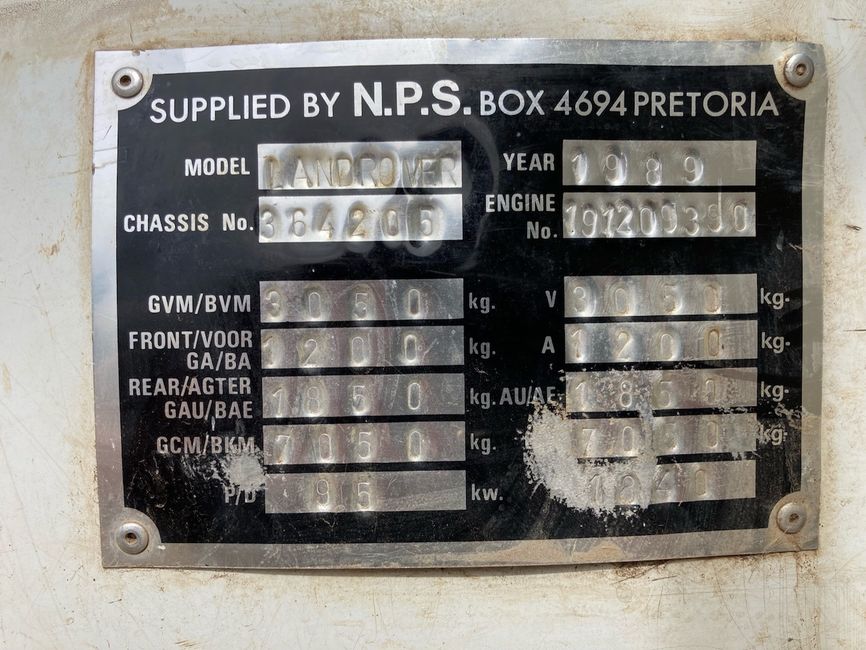 SUPPLIED BY N.P.S. BOX 4694 PRETORIA
MODEL LANDROVER YEAR 1989
CHASSIS No. 364205 ENGINE No.
GVM/BVM 3050 kg. V 3050 kg.
FRONT/VOOR GA/BA 1200 kg. A 1200 kg.
REAR/AGTER GAU/BAE 1850 kg. AU/AE 1850 kg.
GCM/BKM 7050 kg. 7050 kg.
P/D 95 kw. 1840